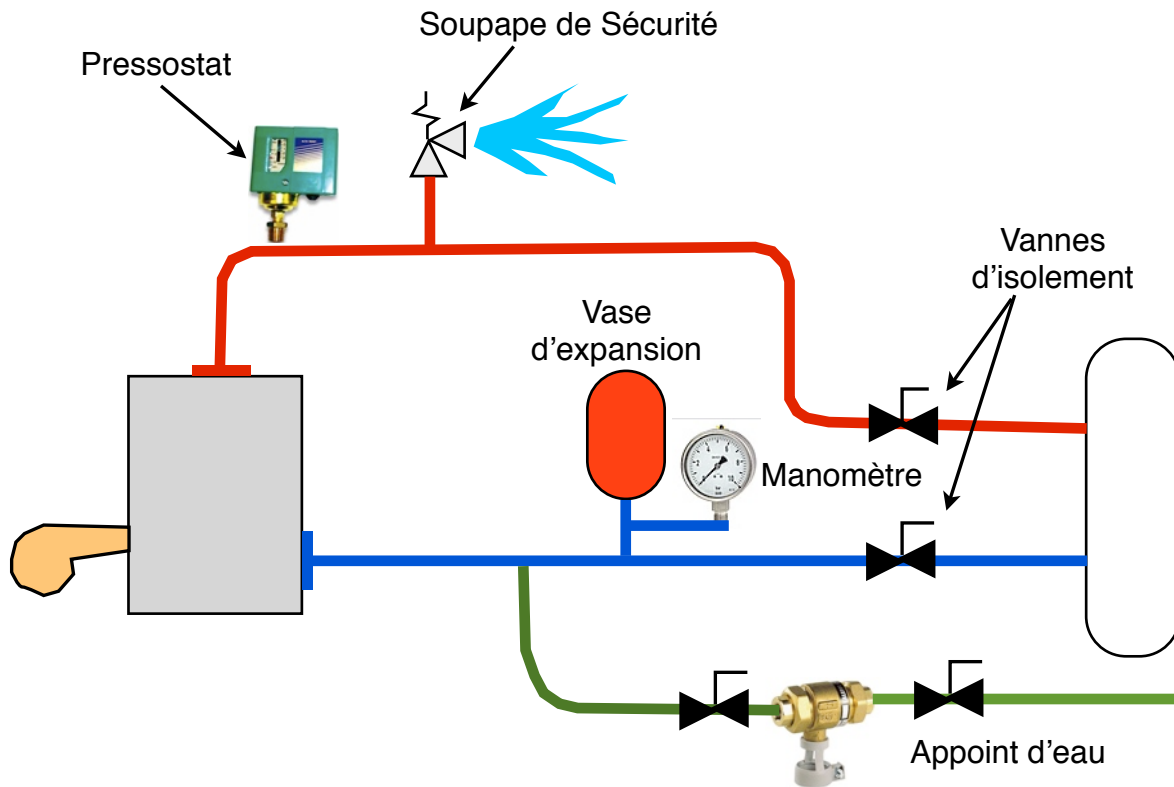 Soupape de Sécurité
Pressostat
Vannes
d’isolement
Vase
d’expansion
Manomètre
Appoint d’eau